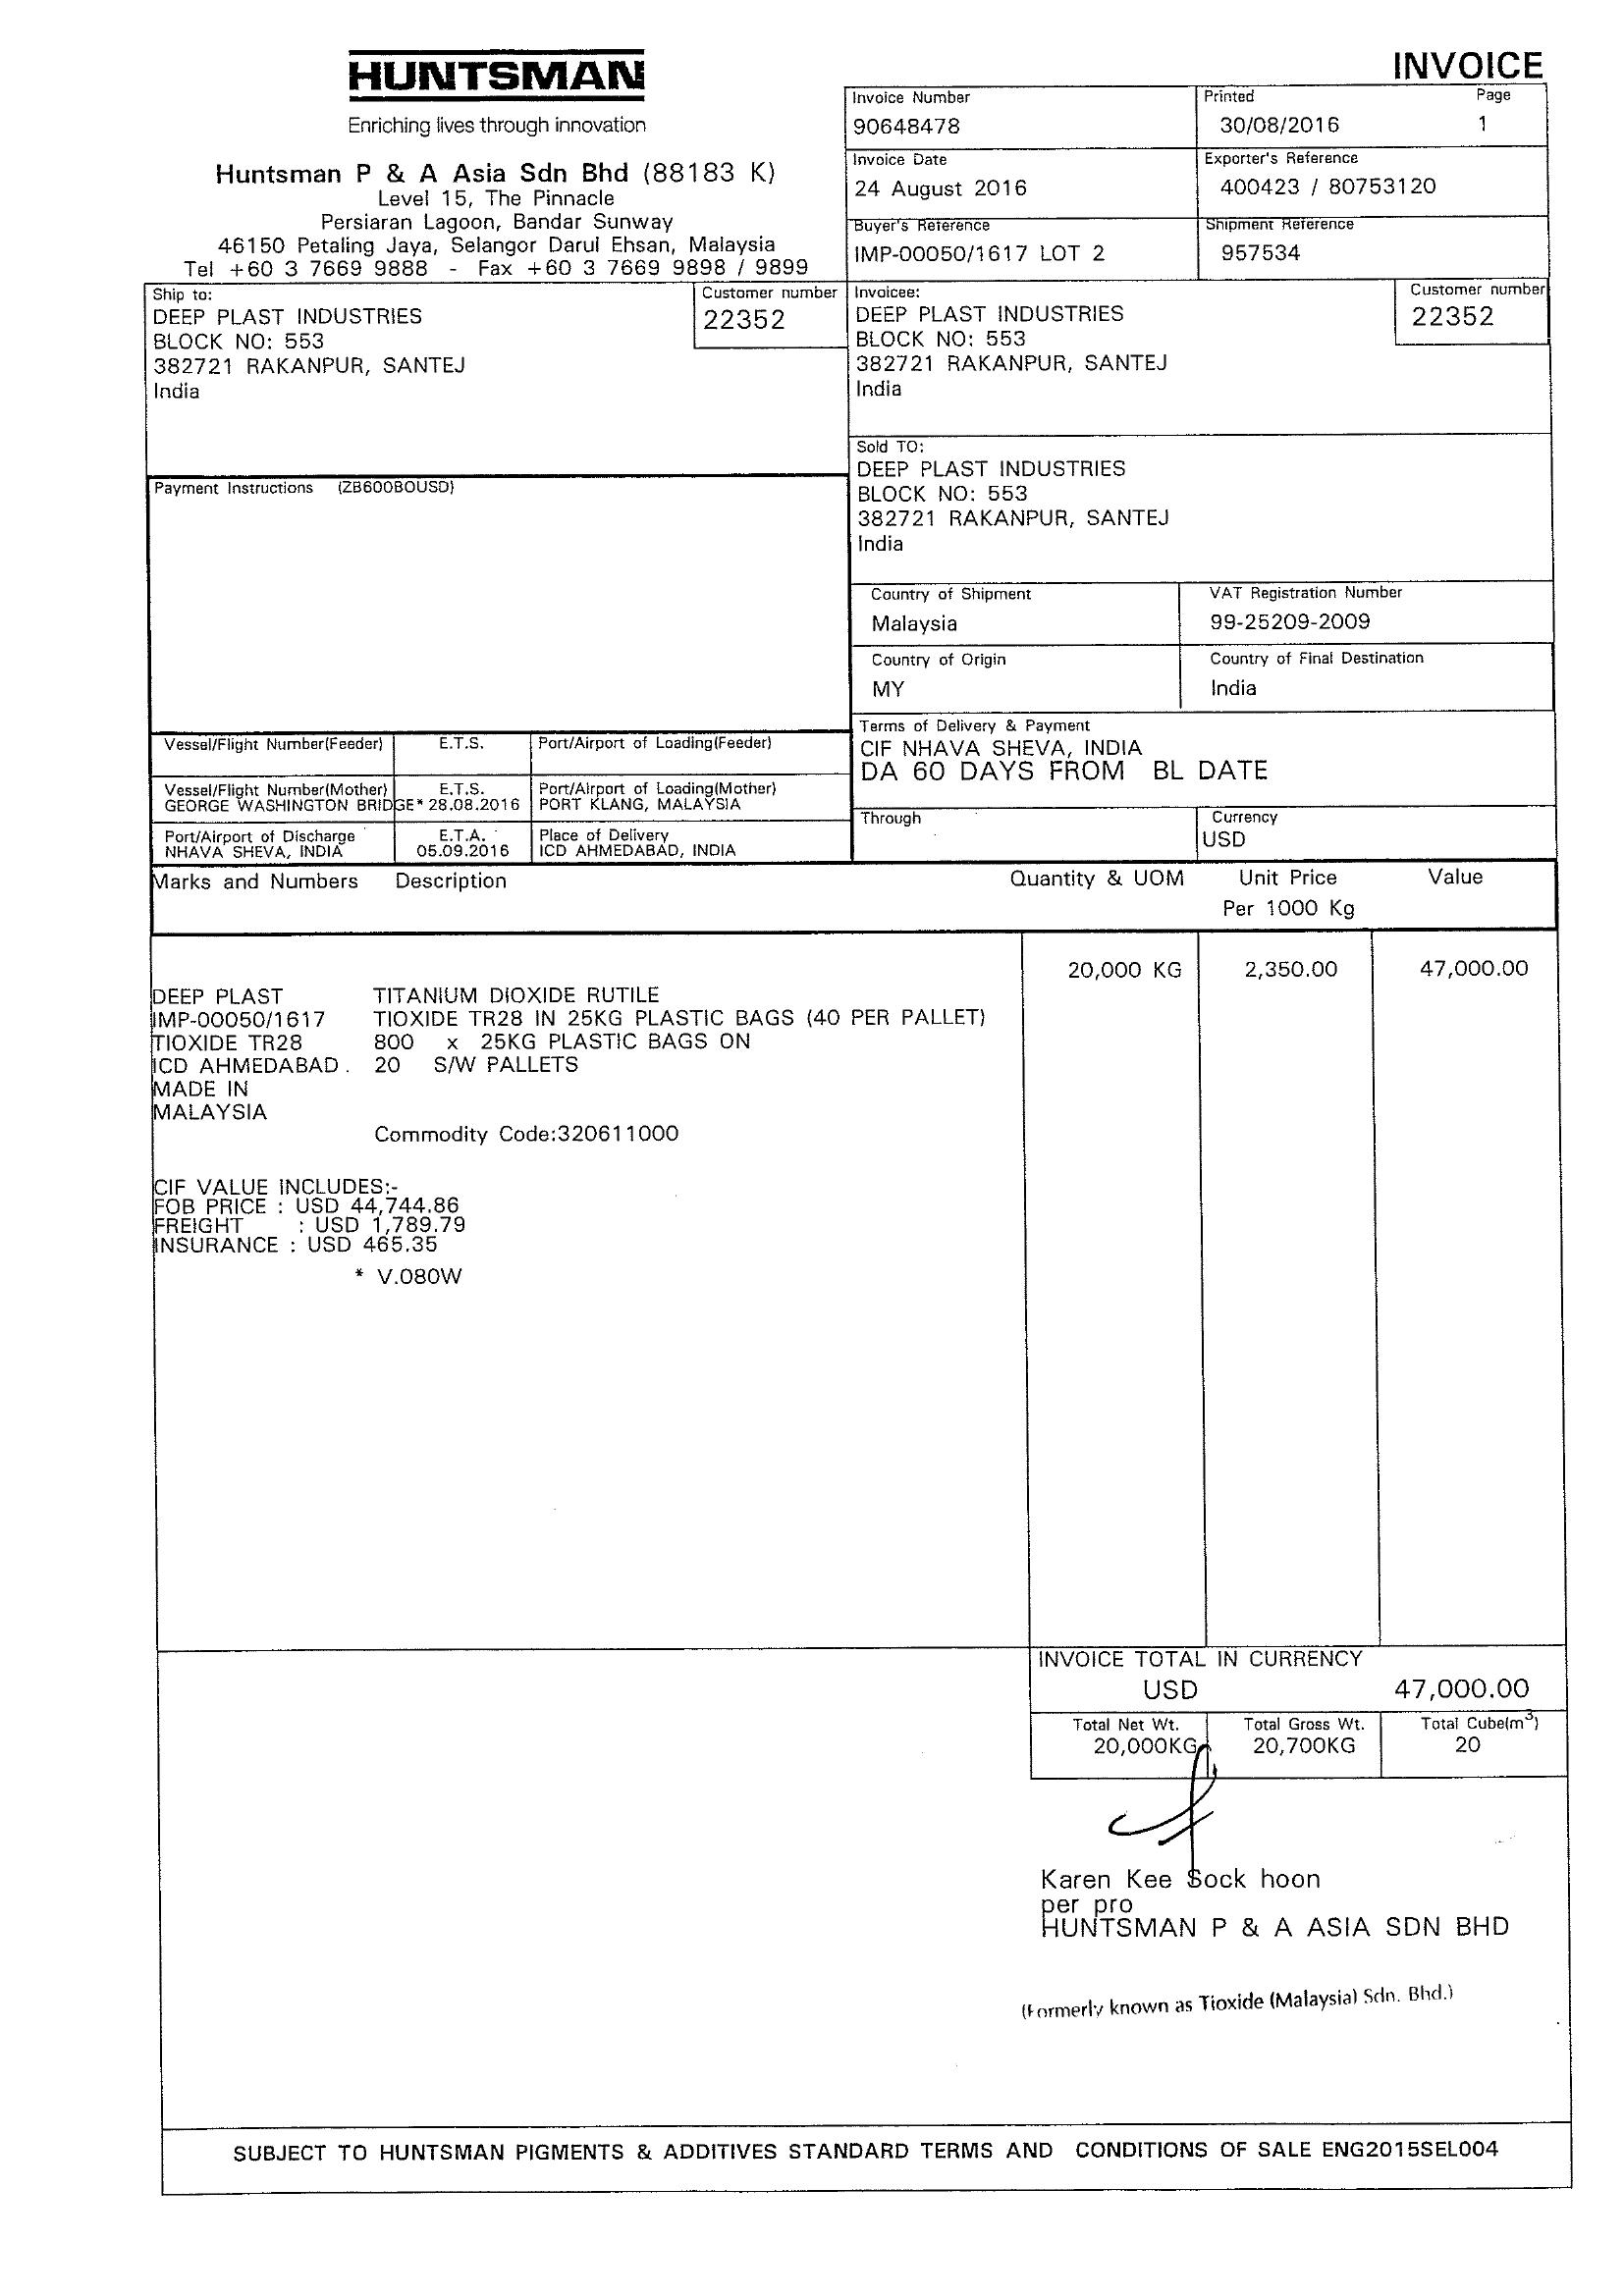 HUNTSMAN
Enriching lives through innovation
Huntsman P & A Asia Sdn Bhd (88183 K)
Level 15, The Pinnacle
Persiaran Lagoon, Bandar Sunway
46150 Petaling Jaya, Selangor Darul Ehsan, Malaysia
Tel +60 3 7669 9888 - Fax +60 3 7669 9898 / 9899
INVOICE
Invoice Number Printed Page
90648478 30/08/2016 1
Invoice Date Exporter's Reference
24 August 2016 400423 / 80753120
Buyer's Reference Shipment Reference
IMP-00050/1617 LOT 2 957534
Ship to: Customer number
DEEP PLAST INDUSTRIES 22352
BLOCK NO: 553
382721 RAKANPUR, SANTEJ
India
Invoicee: Customer number
DEEP PLAST INDUSTRIES 22352
BLOCK NO: 553
382721 RAKANPUR, SANTEJ
India
Sold TO:
DEEP PLAST INDUSTRIES
BLOCK NO: 553
382721 RAKANPUR, SANTEJ
India
Payment Instructions (ZB600BOUSD)
Country of Shipment VAT Registration Number
Malaysia 99-25209-2009
Country of Origin Country of Final Destination
MY India
Terms of Delivery & Payment
CIF NHAVA SHEVA, INDIA
DA 60 DAYS FROM BL DATE
Vessel/Flight Number(Feeder) E.T.S. Port/Airport of Loading(Feeder)
Vessel/Flight Number(Mother) E.T.S. Port/Airport of Loading(Mother)
GEORGE WASHINGTON BRIDGE* 28.08.2016 PORT KLANG, MALAYSIA
Port/Airport of Discharge E.T.A. Place of Delivery
NHAVA SHEVA, INDIA 05.09.2016 ICD AHMEDABAD, INDIA
Through Currency
USD
Marks and Numbers Description Quantity & UOM Unit Price Value
Per 1000 Kg
20,000 KG 2,350.00 47,000.00
DEEP PLAST TITANIUM DIOXIDE RUTILE
IMP-00050/1617 TIOXIDE TR28 IN 25KG PLASTIC BAGS (40 PER PALLET)
TIOXIDE TR28 800 x 25KG PLASTIC BAGS ON
ICD AHMEDABAD. 20 S/W PALLETS
MADE IN
MALAYSIA
Commodity Code:320611000
CIF VALUE INCLUDES:-
FOB PRICE : USD 44,744.86
FREIGHT : USD 1,789.79
INSURANCE : USD 465.35
* V.080W
INVOICE TOTAL IN CURRENCY
USD 47,000.00
Total Net Wt. Total Gross Wt. Total Cube(m3)
20,000KG 20,700KG 20
Karen Kee Sock hoon
per pro
HUNTSMAN P & A ASIA SDN BHD
(Formerly known as Tioxide (Malaysia) Sdn. Bhd.)
SUBJECT TO HUNTSMAN PIGMENTS & ADDITIVES STANDARD TERMS AND CONDITIONS OF SALE ENG2015SEL004